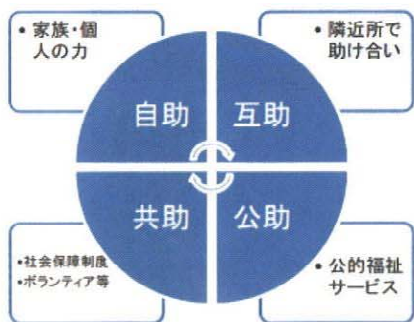 • 家族・個
人の力
• 隣近所で
助け合い
自助
互助
共助
公助
•社会保障制度
•ボランティア等
• 公的福祉
サービス